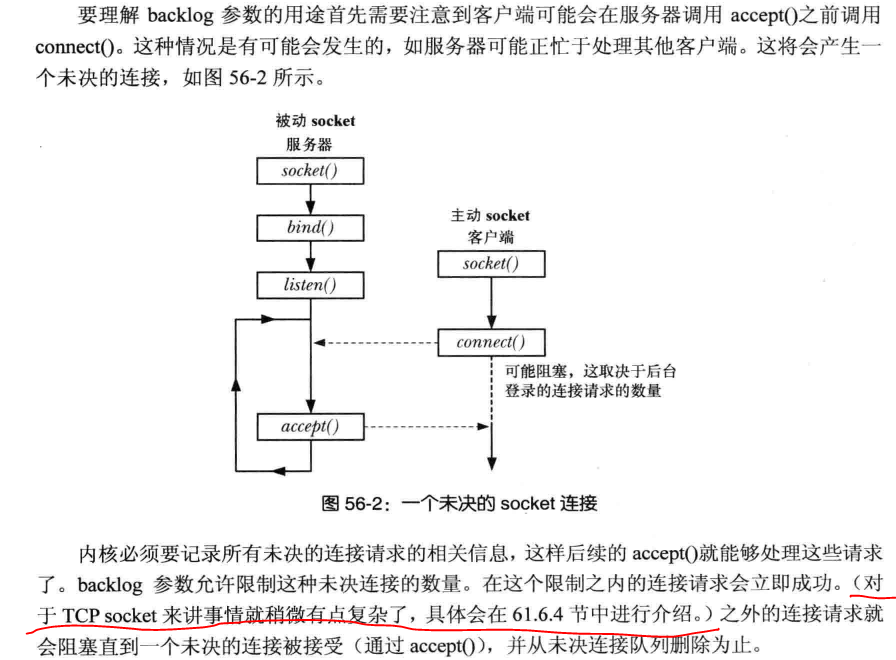 要理解 backlog 参数的用途首先需要注意到客户端可能会在服务器调用 accept()之前调用
connect()。这种情况是有可能会发生的，如服务器可能正忙于处理其他客户端。这将会产生一
个未决的连接，如图 56-2 所示。
被动 socket
服务器
socket()
bind()
主动 socket
客户端
socket()
listen()
connect()
可能阻塞，这取决于后台
登录的连接请求的数量
accept()
图 56-2：一个未决的 socket 连接
内核必须要记录所有未决的连接请求的相关信息，这样后续的 accept()就能够处理这些请求
了。backlog 参数允许限制这种未决连接的数量。在这个限制之内的连接请求会立即成功。（对
于 TCP socket 来讲事情就稍微有点复杂了，具体会在 61.6.4 节中进行介绍。）之外的连接请求就
会阻塞直到一个未决的连接被接受（通过 accept()），并从未决连接队列删除为止。